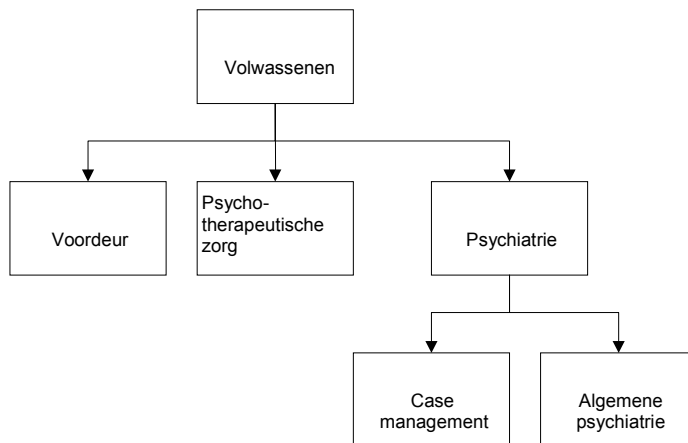 Volwassenen
Voordeur
Psycho-
therapeutische
zorg
Psychiatrie
Case
management
Algemene
psychiatrie